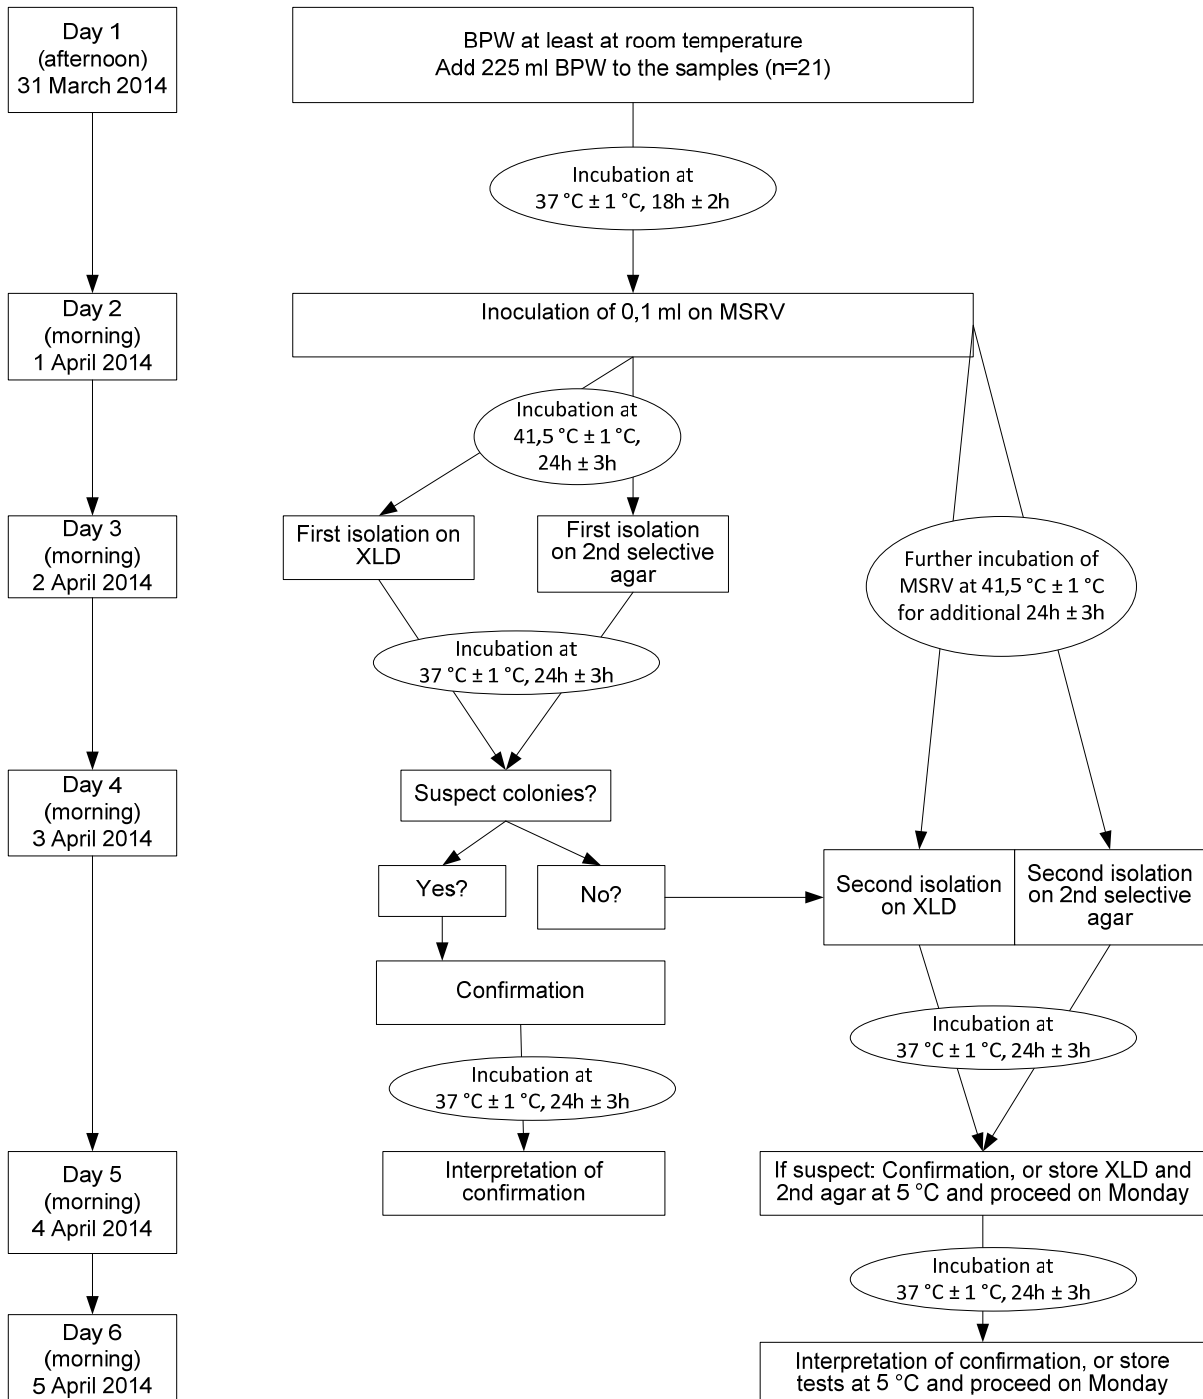 Day 1
(afternoon)
31 March 2014
BPW at least at room temperature
Add 225 ml BPW to the samples (n=21)
Incubation at
37 °C ± 1 °C, 18h ± 2h
Day 2
(morning)
1 April 2014
Inoculation of 0,1 ml on MSRV
Incubation at
41,5 °C ± 1 °C,
24h ± 3h
Day 3
(morning)
2 April 2014
First isolation on
XLD
First isolation
on 2nd selective
agar
Further incubation of
MSRV at 41,5 °C ± 1 °C
for additional 24h ± 3h
Incubation at
37 °C ± 1 °C, 24h ± 3h
Day 4
(morning)
3 April 2014
Suspect colonies?
Yes?
No?
Second isolation
on XLD
Second isolation
on 2nd selective
agar
Confirmation
Incubation at
37 °C ± 1 °C, 24h ± 3h
Incubation at
37 °C ± 1 °C, 24h ± 3h
Day 5
(morning)
4 April 2014
Interpretation of
confirmation
If suspect: Confirmation, or store XLD and
2nd agar at 5 °C and proceed on Monday
Incubation at
37 °C ± 1 °C, 24h ± 3h
Day 6
(morning)
5 April 2014
Interpretation of confirmation, or store
tests at 5 °C and proceed on Monday